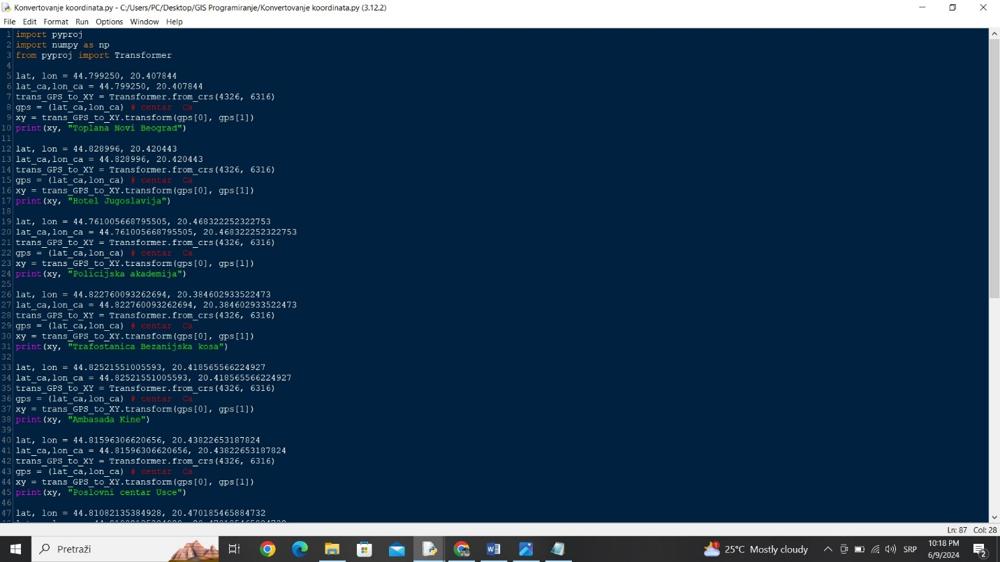 Konvertovanje koordinata.py - C:/Users/PC/Desktop/GIS Programiranje/Konvertovanje koordinata.py (3.12.2)
File Edit Format Run Options Window Help
1 import pyproj
2 import numpy as np
3 from pyproj import Transformer
4
5 lat, lon = 44.799250, 20.407844
6 lat_ca,lon_ca = 44.799250, 20.407844
7 trans_GPS_to_XY = Transformer.from_crs(4326, 6316)
8 gps = (lat_ca,lon_ca) # centar  Ca
9 xy = trans_GPS_to_XY.transform(gps[0], gps[1])
10 print(xy, "Toplana Novi Beograd")
11
12 lat, lon = 44.828996, 20.420443
13 lat_ca,lon_ca = 44.828996, 20.420443
14 trans_GPS_to_XY = Transformer.from_crs(4326, 6316)
15 gps = (lat_ca,lon_ca) # centar  Ca
16 xy = trans_GPS_to_XY.transform(gps[0], gps[1])
17 print(xy, "Hotel Jugoslavija")
18
19 lat, lon = 44.761005668795505, 20.468322252322753
20 lat_ca,lon_ca = 44.761005668795505, 20.468322252322753
21 trans_GPS_to_XY = Transformer.from_crs(4326, 6316)
22 gps = (lat_ca,lon_ca) # centar  Ca
23 xy = trans_GPS_to_XY.transform(gps[0], gps[1])
24 print(xy, "Policijska akademija")
25
26 lat, lon = 44.822760093262694, 20.384602933522473
27 lat_ca,lon_ca = 44.822760093262694, 20.384602933522473
28 trans_GPS_to_XY = Transformer.from_crs(4326, 6316)
29 gps = (lat_ca,lon_ca) # centar  Ca
30 xy = trans_GPS_to_XY.transform(gps[0], gps[1])
31 print(xy, "Trafostanica Bezanijska kosa")
32
33 lat, lon = 44.82521551005593, 20.418565566224927
34 lat_ca,lon_ca = 44.82521551005593, 20.418565566224927
35 trans_GPS_to_XY = Transformer.from_crs(4326, 6316)
36 gps = (lat_ca,lon_ca) # centar  Ca
37 xy = trans_GPS_to_XY.transform(gps[0], gps[1])
38 print(xy, "Ambasada Kine")
39
40 lat, lon = 44.81596306620656, 20.43822653187824
41 lat_ca,lon_ca = 44.81596306620656, 20.43822653187824
42 trans_GPS_to_XY = Transformer.from_crs(4326, 6316)
43 gps = (lat_ca,lon_ca) # centar  Ca
44 xy = trans_GPS_to_XY.transform(gps[0], gps[1])
45 print(xy, "Poslovni centar Usce")
46
47 lat, lon = 44.81082135384928, 20.470185465884732
Ln: 87 Col: 28
Pretraži
1
25°C Mostly cloudy
SRP
10:18 PM
6/9/2024
2